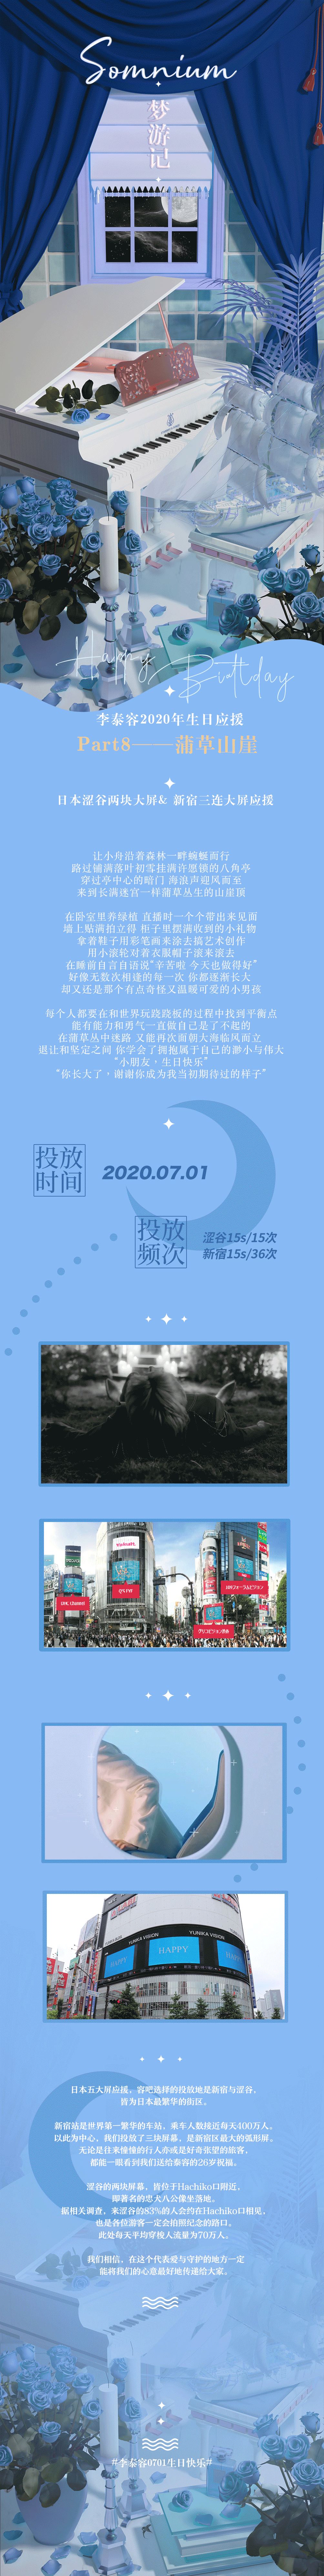 Somnium
梦游记
Happy Birthday
李泰容2020年生日应援
Part8——蒲草山崖
日本涩谷两块大屏& 新宿三连大屏应援
让小舟沿着森林一畔蜿蜒而行
路过铺满落叶初雪挂满许愿锁的八角亭
穿过亭中心的暗门 海浪声迎风而至
来到长满迷宫一样蒲草丛生的山崖顶
在卧室里养绿植 直播时一个个带出来见面
墙上贴满拍立得 柜子里摆满收到的小礼物
拿着鞋子用彩笔画来涂去搞艺术创作
用小滚轮对着衣服帽子滚来滚去
在睡前自言自语说“辛苦啦 今天也做得好”
好像无数次相逢的每一次 你都逐渐长大
却又还是那个有点奇怪又温暖可爱的小男孩
每个人都要在和世界玩跷跷板的过程中找到平衡点
能有能力和勇气一直做自己是了不起的
在蒲草丛中迷路 又能再次面朝大海临风而立
退让和坚定之间 你学会了拥抱属于自己的渺小与伟大
“小朋友，生日快乐”
“你长大了，谢谢你成为我当初期待过的样子”
投放时间
2020.07.01
投放频次
涩谷15s/15次
新宿15s/36次
YUNIKA VISION
YUNIKA VISION
HAPPY
日本五大屏应援，容吧选择的投放地是新宿与涩谷，
皆为日本最繁华的街区。
新宿站是世界第一繁华的车站，乘车人数接近每天400万人。
以此为中心，我们投放了三块屏幕，是新宿区最大的弧形屏。
无论是往来憧憧的行人亦或是好奇张望的旅客，
都能一眼看到我们送给泰容的26岁祝福。
涩谷的两块屏幕，皆位于Hachiko口附近，
即著名的忠犬八公像坐落地。
据相关调查，来涩谷的83%的人会约在Hachiko口相见，
也是各位游客一定会拍照纪念的路口，
此处每天平均穿梭人流量为70万人。
我们相信，在这个代表爱与守护的地方一定
能将我们的心意最好地传递给大家。
#李泰容0701生日快乐#